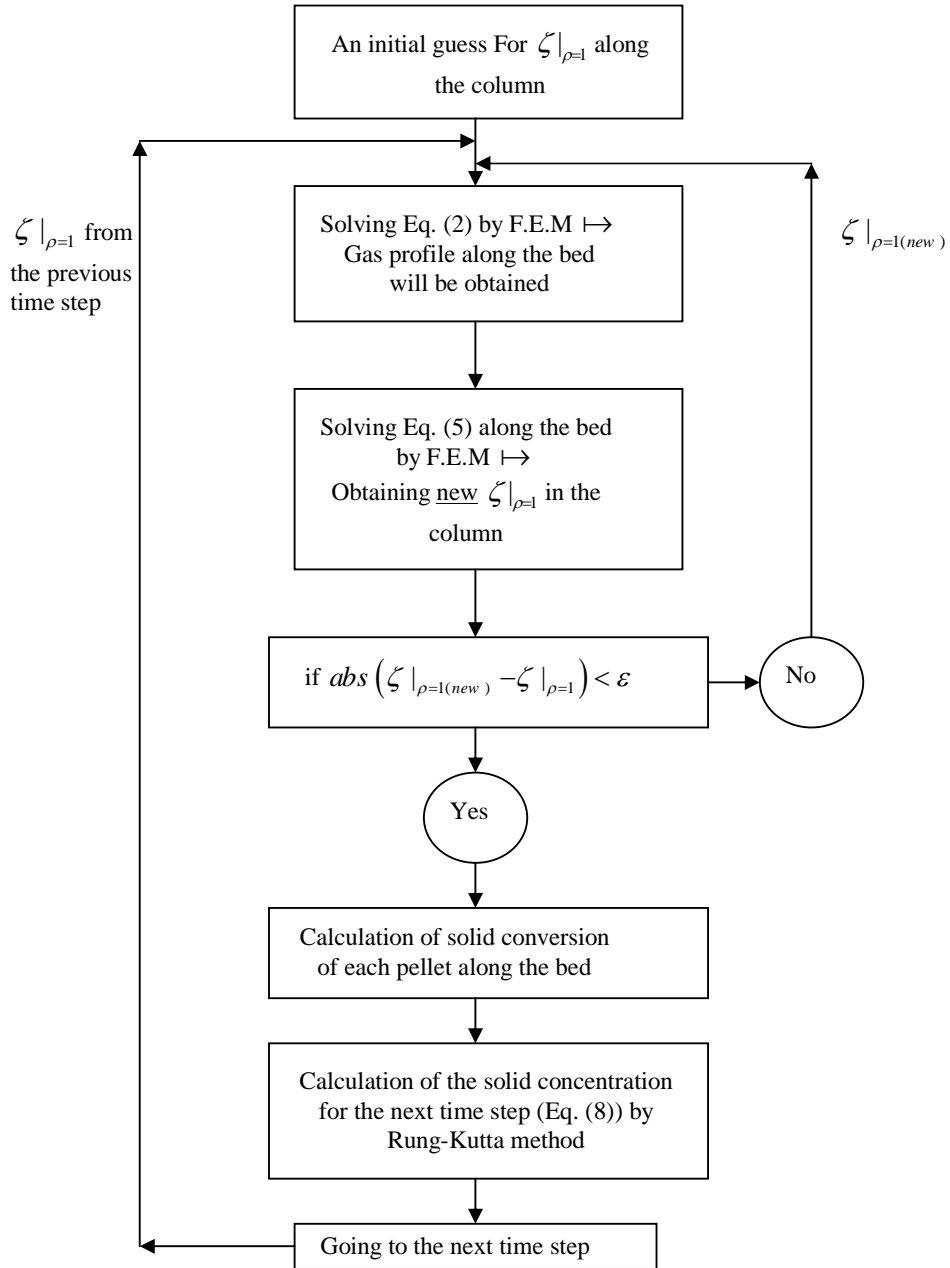 An initial guess For ζ|ρ=1 along
the column
ζ|ρ=1 from
the previous
time step
Solving Eq. (2) by F.E.M ↦
Gas profile along the bed
will be obtained
ζ|ρ=1(new)
Solving Eq. (5) along the bed
by F.E.M ↦
Obtaining new ζ|ρ=1 in the
column
if abs(ζ|ρ=1(new) −ζ|ρ=1) < ε
No
Yes
Calculation of solid conversion
of each pellet along the bed
Calculation of the solid concentration
for the next time step (Eq. (8)) by
Rung-Kutta method
Going to the next time step